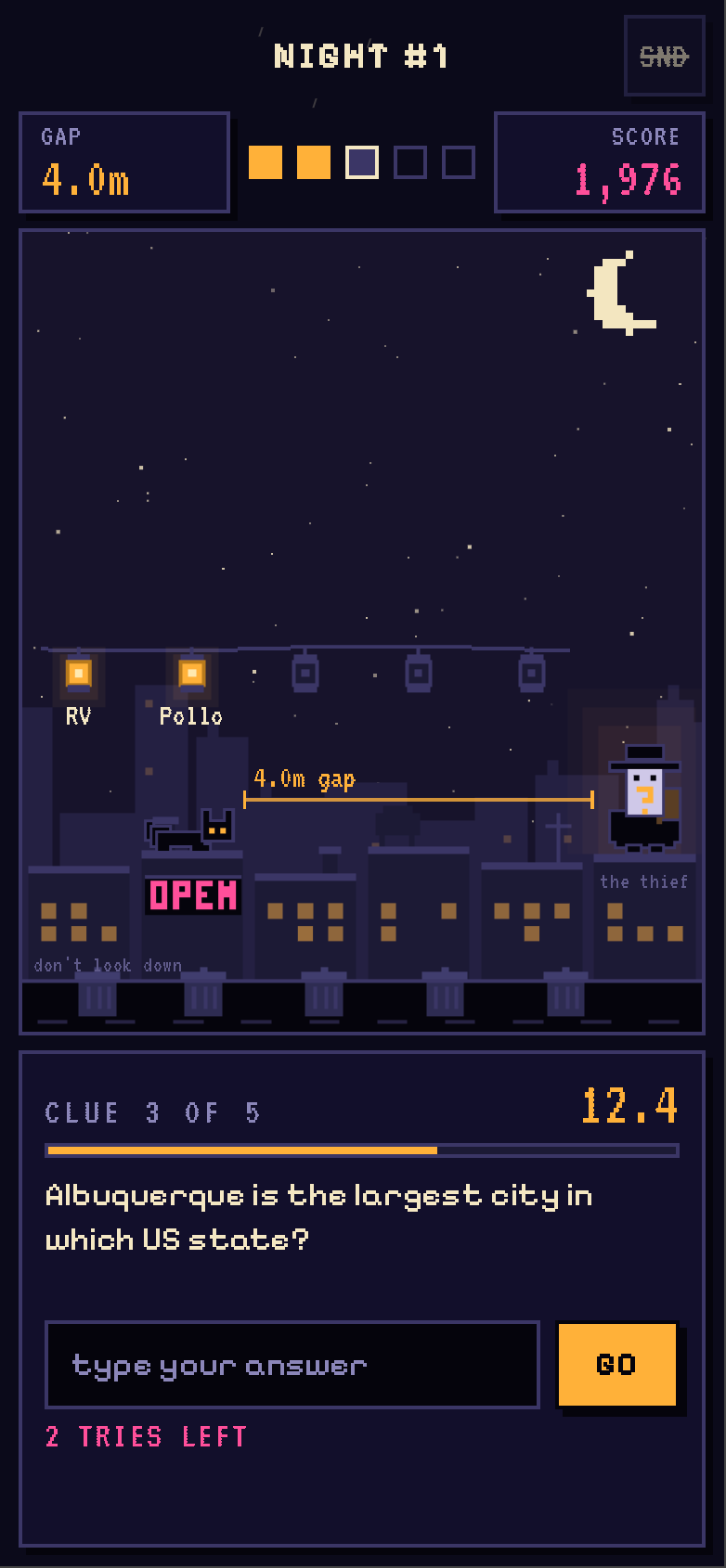 NIGHT #1
SND
GAP
4.0m
SCORE
1,976
RV
Pollo
4.0m gap
?
OPEN
the thief
don't look down
CLUE 3 OF 5
12.4
Albuquerque is the largest city in
which US state?
type your answer
GO
2 TRIES LEFT